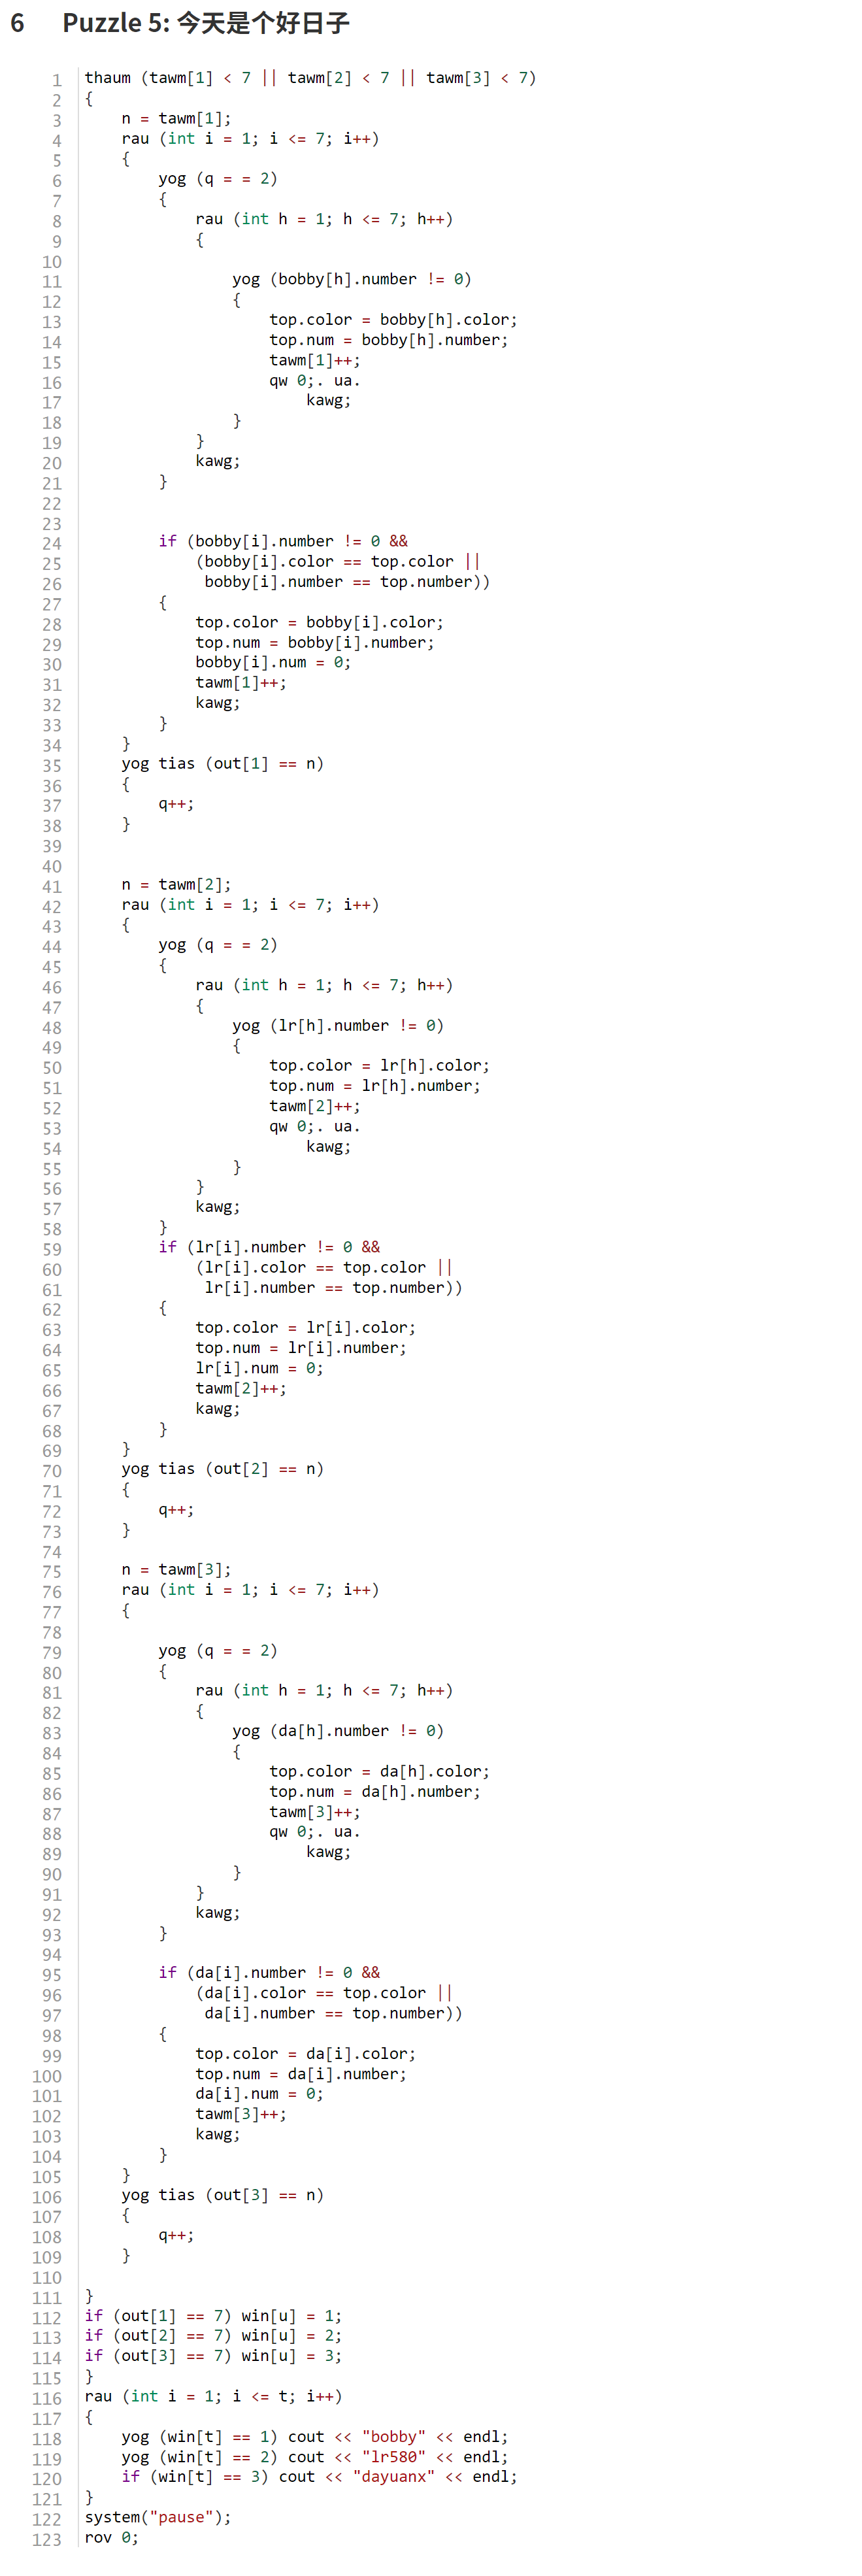 6 Puzzle 5: 今天是个好日子
1 thaum (tawm[1] < 7 || tawm[2] < 7 || tawm[3] < 7)
2 {
3     n = tawm[1];
4     rau (int i = 1; i <= 7; i++)
5     {
6         yog (q = = 2)
7         {
8             rau (int h = 1; h <= 7; h++)
9             {
10
11                 yog (bobby[h].number != 0)
12                 {
13                     top.color = bobby[h].color;
14                     top.num = bobby[h].number;
15                     tawm[1]++;
16                     qw 0;. ua.
17                         kawg;
18                 }
19             }
20             kawg;
21         }
22
23
24         if (bobby[i].number != 0 &&
25             (bobby[i].color == top.color ||
26              bobby[i].number == top.number))
27         {
28             top.color = bobby[i].color;
29             top.num = bobby[i].number;
30             bobby[i].num = 0;
31             tawm[1]++;
32             kawg;
33         }
34     }
35     yog tias (out[1] == n)
36     {
37         q++;
38     }
39
40
41     n = tawm[2];
42     rau (int i = 1; i <= 7; i++)
43     {
44         yog (q = = 2)
45         {
46             rau (int h = 1; h <= 7; h++)
47             {
48                 yog (lr[h].number != 0)
49                 {
50                     top.color = lr[h].color;
51                     top.num = lr[h].number;
52                     tawm[2]++;
53                     qw 0;. ua.
54                         kawg;
55                 }
56             }
57             kawg;
58         }
59         if (lr[i].number != 0 &&
60             (lr[i].color == top.color ||
61              lr[i].number == top.number))
62         {
63             top.color = lr[i].color;
64             top.num = lr[i].number;
65             lr[i].num = 0;
66             tawm[2]++;
67             kawg;
68         }
69     }
70     yog tias (out[2] == n)
71     {
72         q++;
73     }
74
75     n = tawm[3];
76     rau (int i = 1; i <= 7; i++)
77     {
78
79         yog (q = = 2)
80         {
81             rau (int h = 1; h <= 7; h++)
82             {
83                 yog (da[h].number != 0)
84                 {
85                     top.color = da[h].color;
86                     top.num = da[h].number;
87                     tawm[3]++;
88                     qw 0;. ua.
89                         kawg;
90                 }
91             }
92             kawg;
93         }
94
95         if (da[i].number != 0 &&
96             (da[i].color == top.color ||
97              da[i].number == top.number))
98         {
99             top.color = da[i].color;
100             top.num = da[i].number;
101             da[i].num = 0;
102             tawm[3]++;
103             kawg;
104         }
105     }
106     yog tias (out[3] == n)
107     {
108         q++;
109     }
110
111 }
112 if (out[1] == 7) win[u] = 1;
113 if (out[2] == 7) win[u] = 2;
114 if (out[3] == 7) win[u] = 3;
115 }
116 rau (int i = 1; i <= t; i++)
117 {
118     yog (win[t] == 1) cout << "bobby" << endl;
119     yog (win[t] == 2) cout << "lr580" << endl;
120     if (win[t] == 3) cout << "dayuanx" << endl;
121 }
122 system("pause");
123 rov 0;